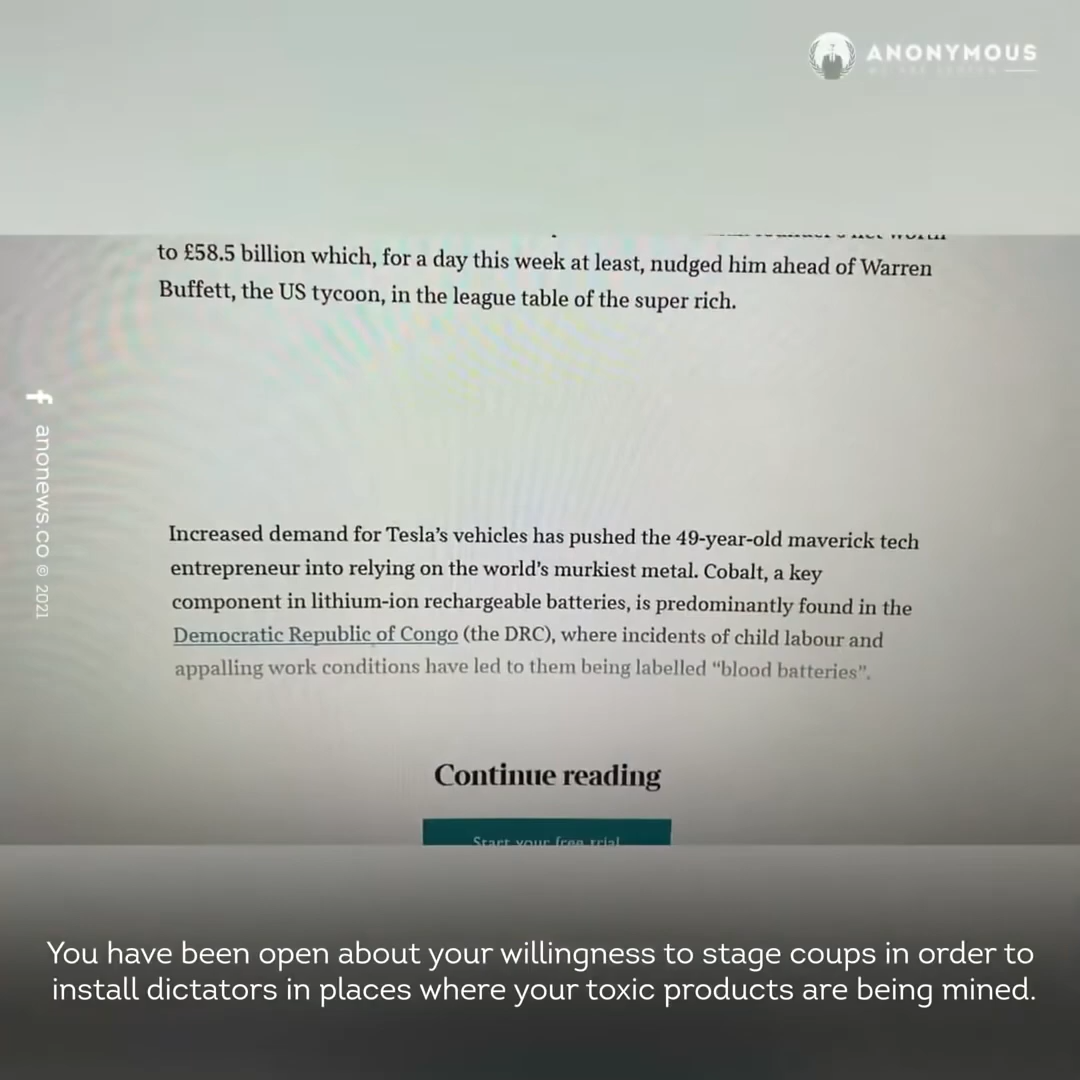 ANONYMOUS
to £58.5 billion which, for a day this week at least, nudged him ahead of Warren
Buffett, the US tycoon, in the league table of the super rich.
f anonews.co © 2021
Increased demand for Tesla's vehicles has pushed the 49-year-old maverick tech
entrepreneur into relying on the world's murkiest metal. Cobalt, a key
component in lithium-ion rechargeable batteries, is predominantly found in the
Democratic Republic of Congo (the DRC), where incidents of child labour and
appalling work conditions have led to them being labelled “blood batteries”.
Continue reading
Start your free trial
You have been open about your willingness to stage coups in order to
install dictators in places where your toxic products are being mined.